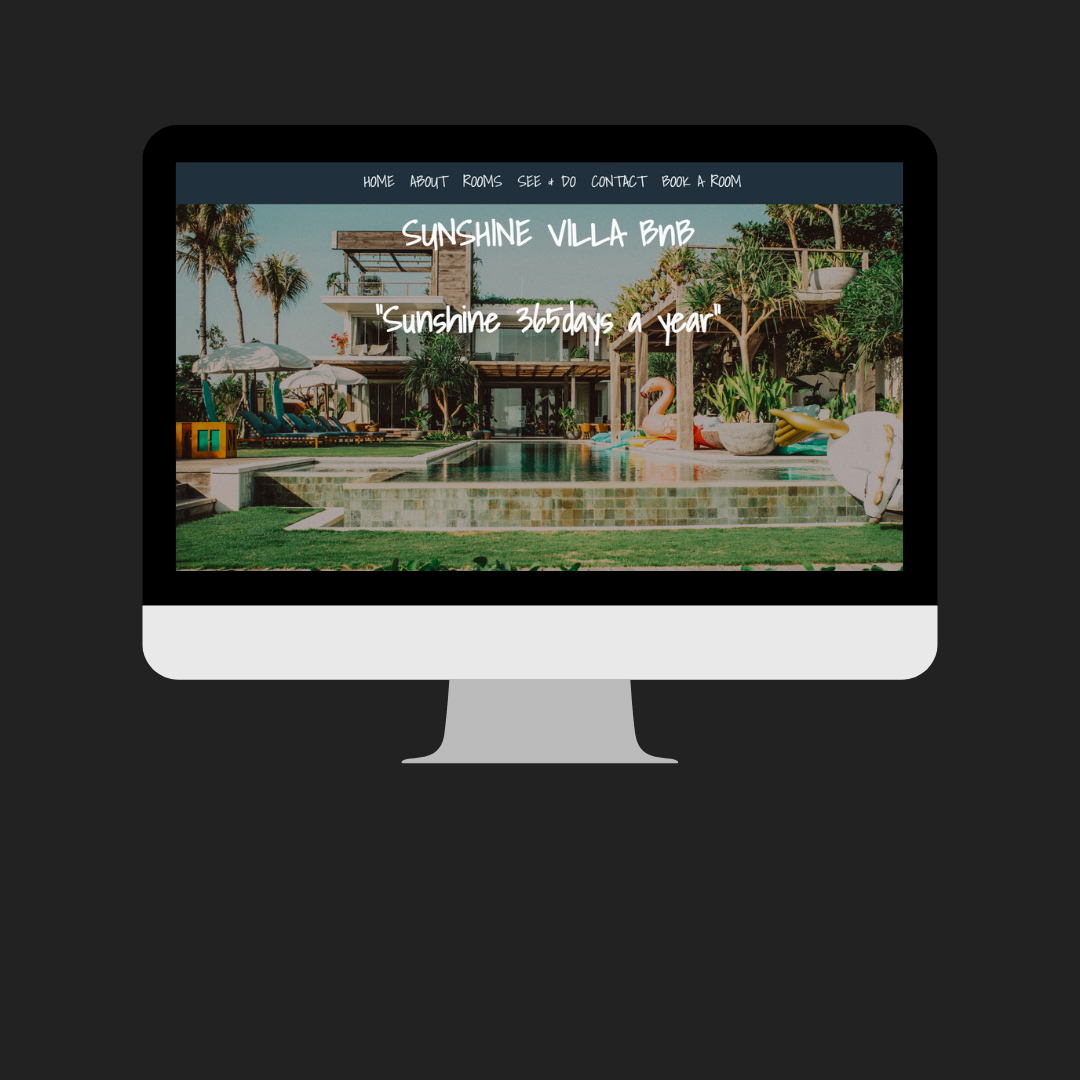 HOME ABOUT ROOMS SEE & DO CONTACT BOOK A ROOM
SUNSHINE VILLA BnB
"Sunshine 365days a year"